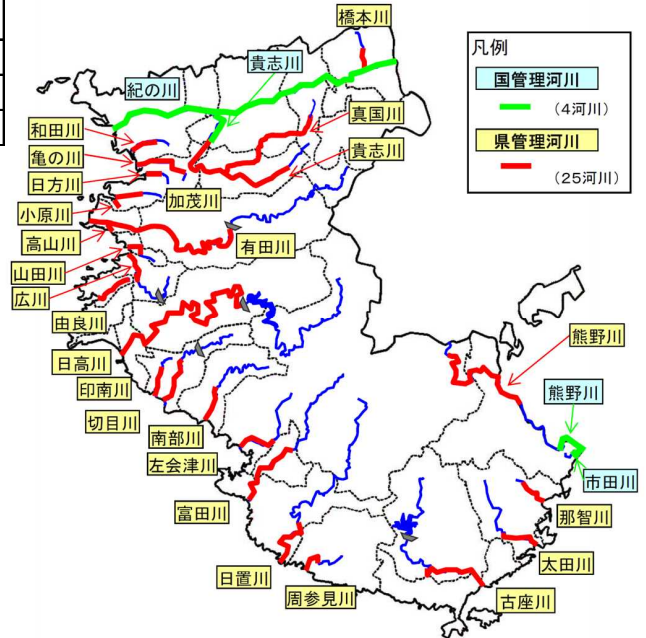 橋本川
貴志川
紀の川
凡例
国管理河川
（4河川）
県管理河川
（25河川）
和田川
真国川
亀の川
貴志川
日方川
加茂川
小原川
高山川
有田川
山田川
広川
由良川
熊野川
日高川
印南川
熊野川
切目川
南部川
左会津川
市田川
富田川
那智川
太田川
日置川
周参見川
古座川